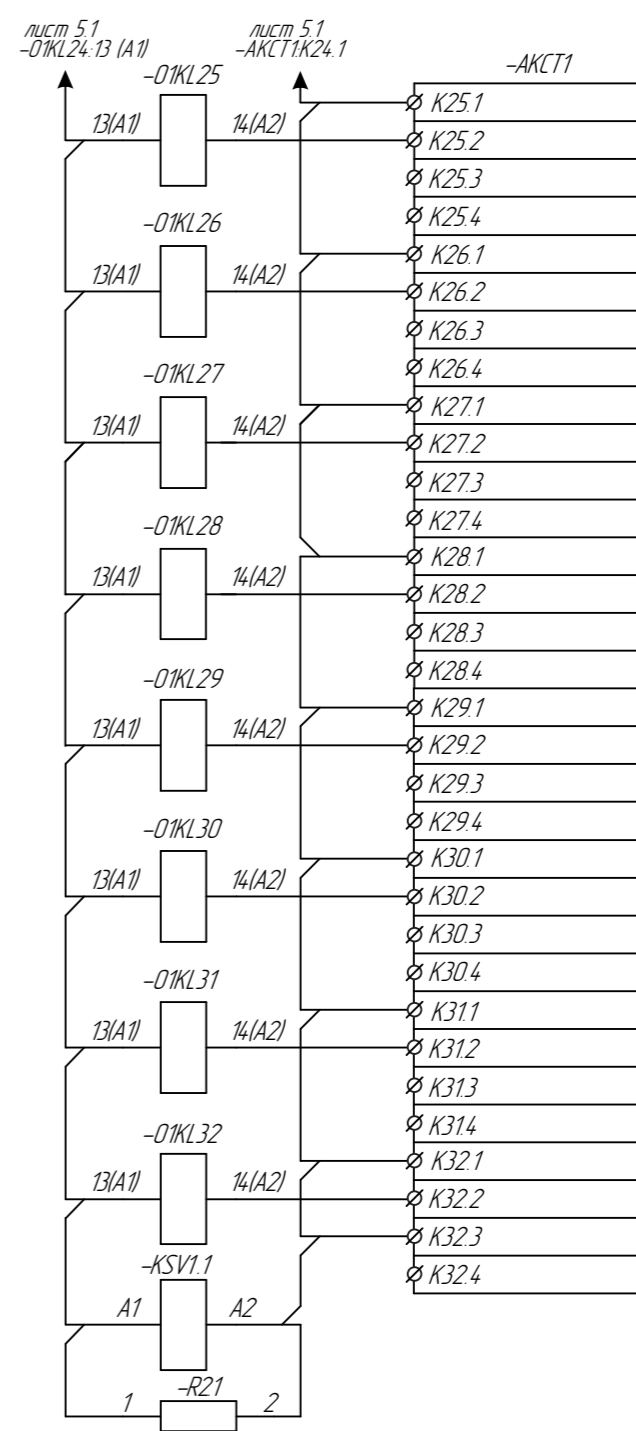 лист 5.1
-01KL24:13 (A1)
лист 5.1
-АКСТ1:К24.1
-АКСТ1
-01KL25
13(A1)
14(A2)
K25.1
K25.2
K25.3
K25.4
-01KL26
13(A1)
14(A2)
K26.1
K26.2
K26.3
K26.4
-01KL27
13(A1)
14(A2)
K27.1
K27.2
K27.3
K27.4
-01KL28
13(A1)
14(A2)
K28.1
K28.2
K28.3
K28.4
-01KL29
13(A1)
14(A2)
K29.1
K29.2
K29.3
K29.4
-01KL30
13(A1)
14(A2)
K30.1
K30.2
K30.3
K30.4
-01KL31
13(A1)
14(A2)
K31.1
K31.2
K31.3
K31.4
-01KL32
13(A1)
14(A2)
K32.1
K32.2
K32.3
K32.4
-KSV1.1
A1
A2
-R21
1
2